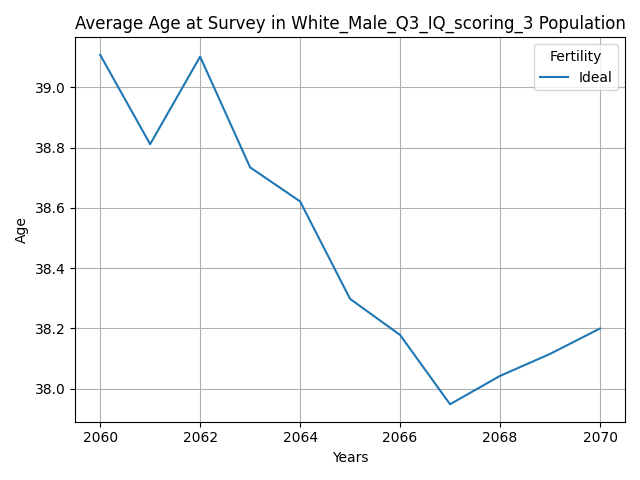 Average Age at Survey in White_Male_Q3_IQ_scoring_3 Population
Fertility
Ideal
39.0
38.8
38.6
38.4
38.2
38.0
Age
2060
2062
2064
2066
2068
2070
Years